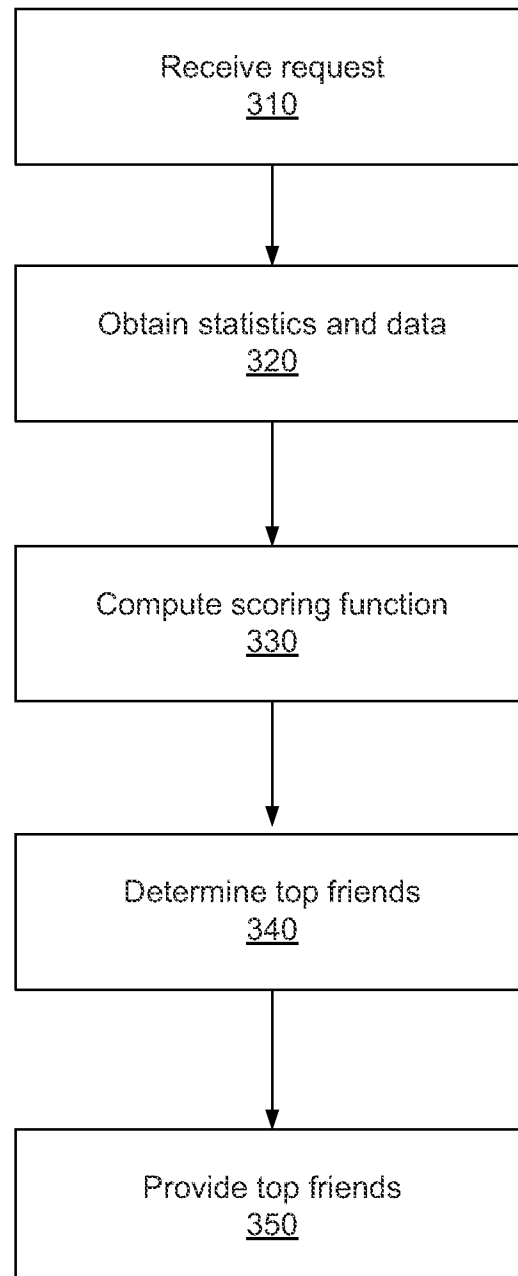 Receive request
310
Obtain statistics and data
320
Compute scoring function
330
Determine top friends
340
Provide top friends
350